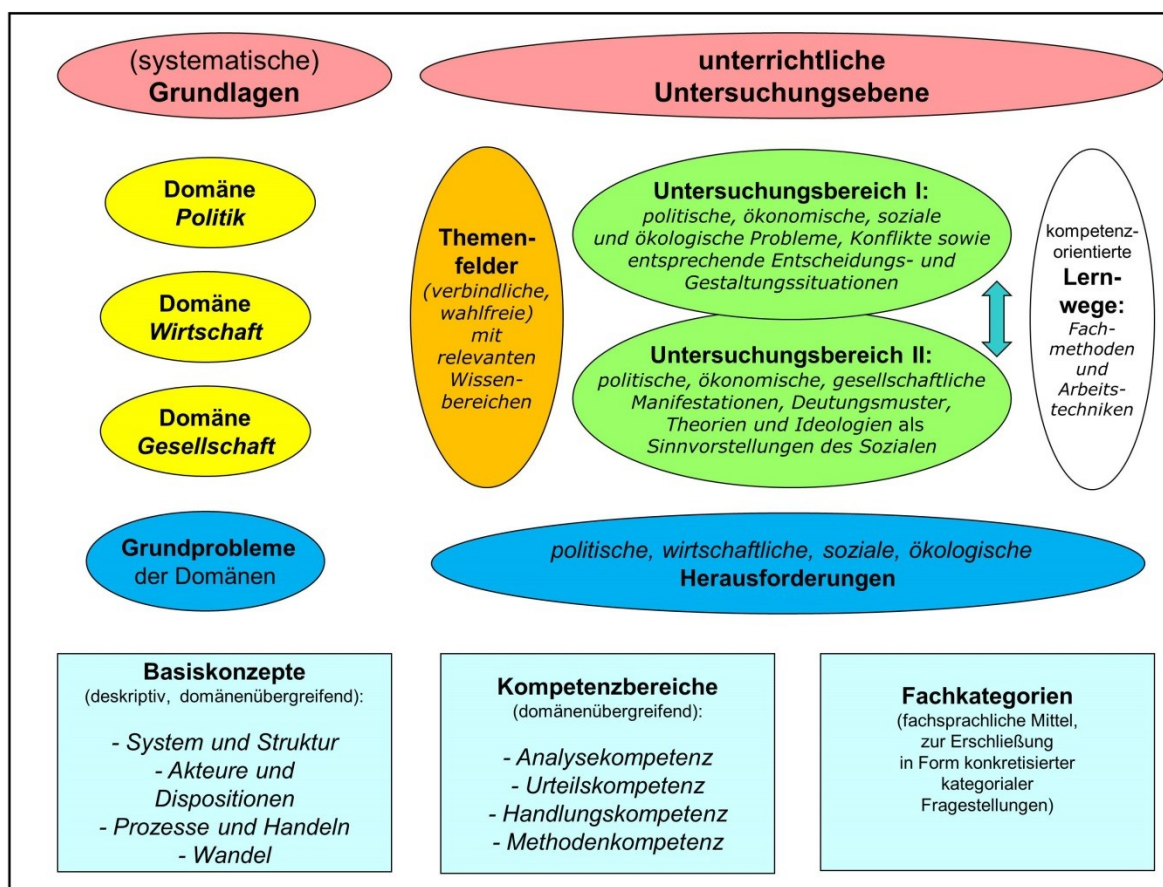 (systematische)
Grundlagen
unterrichtliche
Untersuchungsebene
Domäne
Politik
Domäne
Wirtschaft
Domäne
Gesellschaft
Themen-
felder
(verbindliche,
wahlfreie)
mit
relevanten
Wissen-
bereichen
Untersuchungsbereich I:
politische, ökonomische, soziale
und ökologische Probleme, Konflikte sowie
entsprechende Entscheidungs- und
Gestaltungssituationen
Untersuchungsbereich II:
politische, ökonomische, gesellschaftliche
Manifestationen, Deutungsmuster,
Theorien und Ideologien als
Sinnvorstellungen des Sozialen
kompetenz-
orientierte
Lern-
wege:
Fach-
methoden
und
Arbeits-
techniken
Grundprobleme
der Domänen
politische, wirtschaftliche, soziale, ökologische
Herausforderungen
Basiskonzepte
(deskriptiv, domänenübergreifend):
- System und Struktur
- Akteure und
Dispositionen
- Prozesse und Handeln
- Wandel
Kompetenzbereiche
(domänenübergreifend):
- Analysekompetenz
- Urteilskompetenz
- Handlungskompetenz
- Methodenkompetenz
Fachkategorien
(fachsprachliche Mittel,
zur Erschließung
in Form konkretisierter
kategorialer
Fragestellungen)